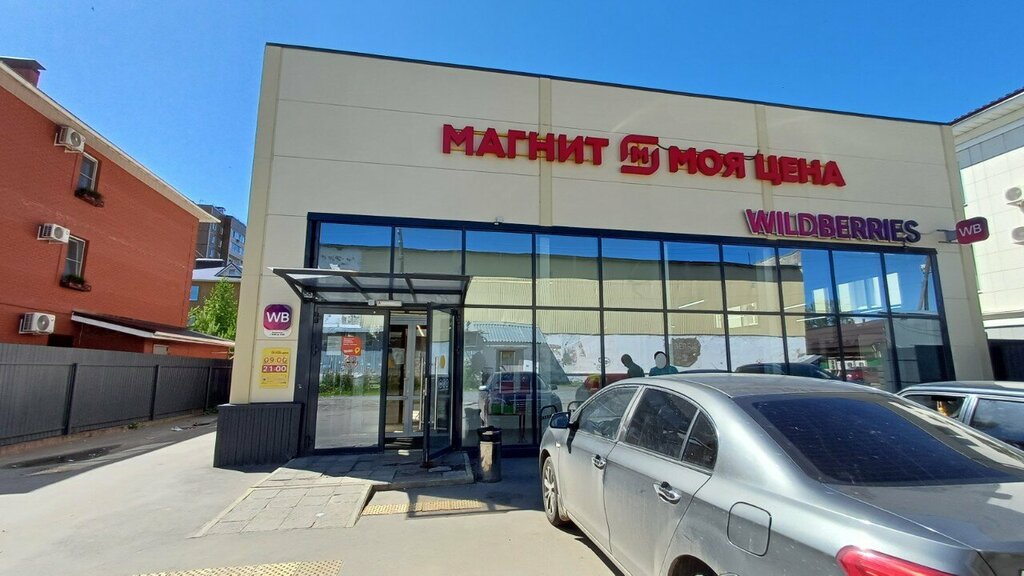 МАГНИТ М МОЯ ЦЕНА
WILDBERRIES
WB
WB
09:00
21:00